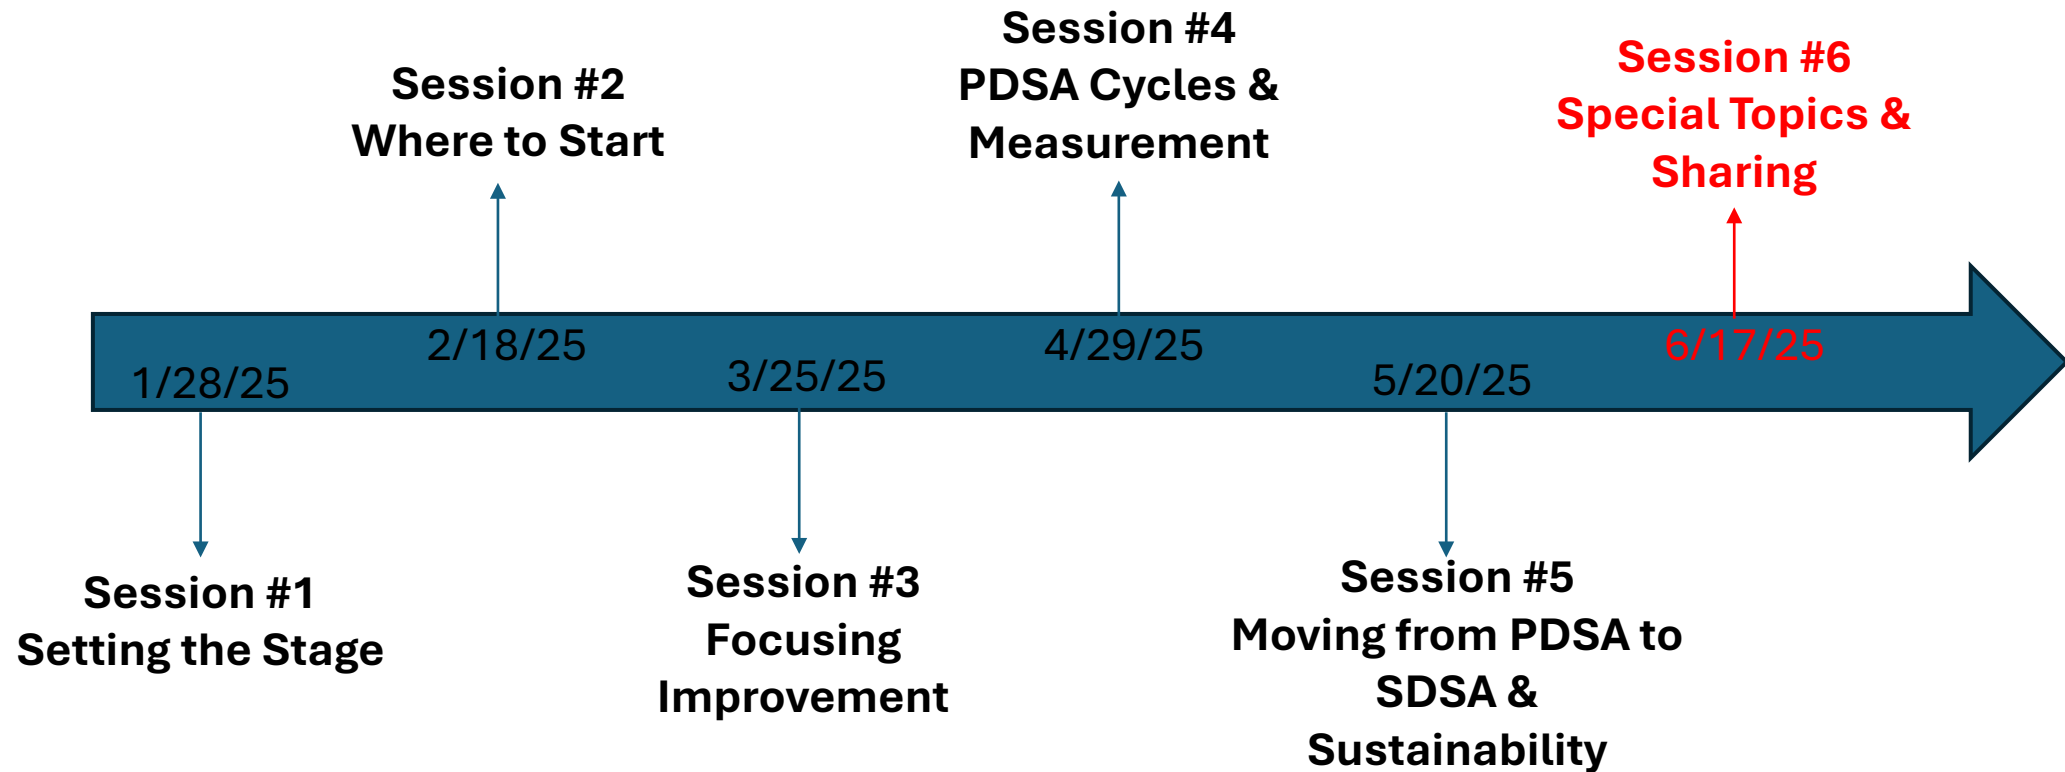 Session #1
Setting the Stage
1/28/25
Session #2
Where to Start
2/18/25
Session #3
Focusing
Improvement
3/25/25
Session #4
PDSA Cycles &
Measurement
4/29/25
Session #5
Moving from PDSA to
SDSA &
Sustainability
5/20/25
Session #6
Special Topics &
Sharing
6/17/25